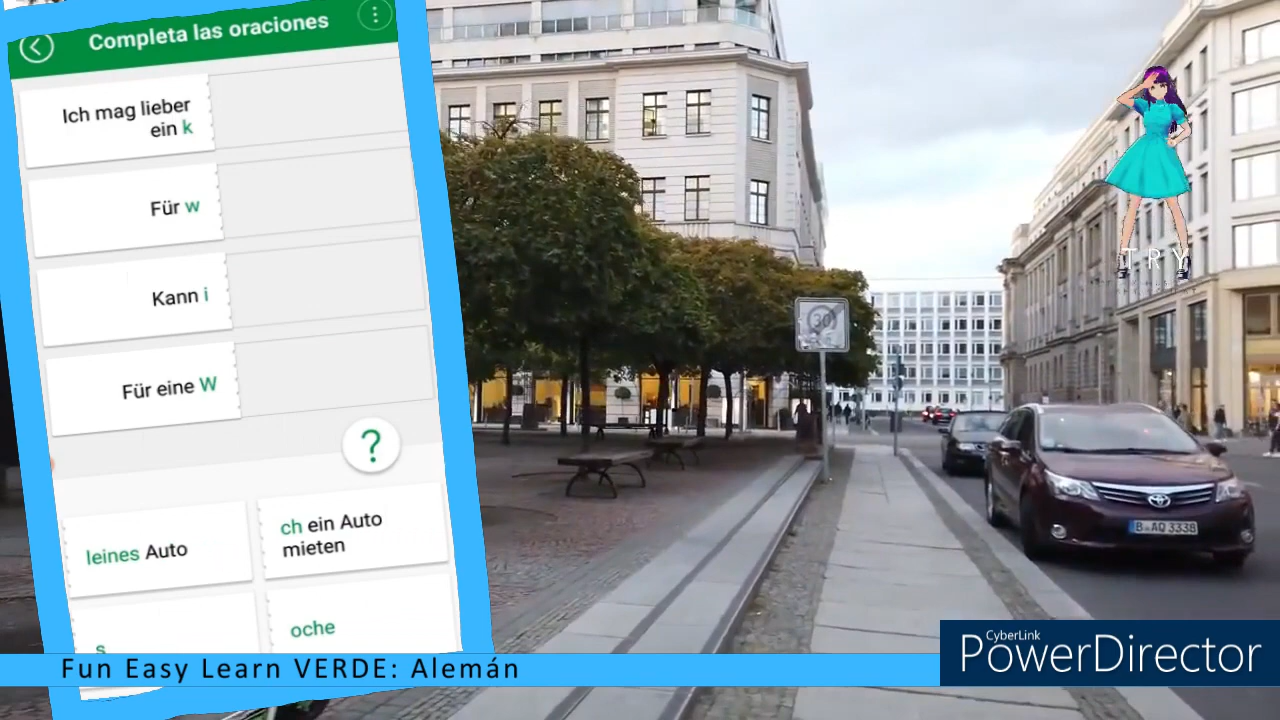 Completa las oraciones
Ich mag lieber
ein k
Für w
Kann i
Für eine W
?
leines Auto
ch ein Auto
mieten
s
oche
30
TRY
B AQ 3338
Fun Easy Learn VERDE: Alemán
CyberLink
PowerDirector